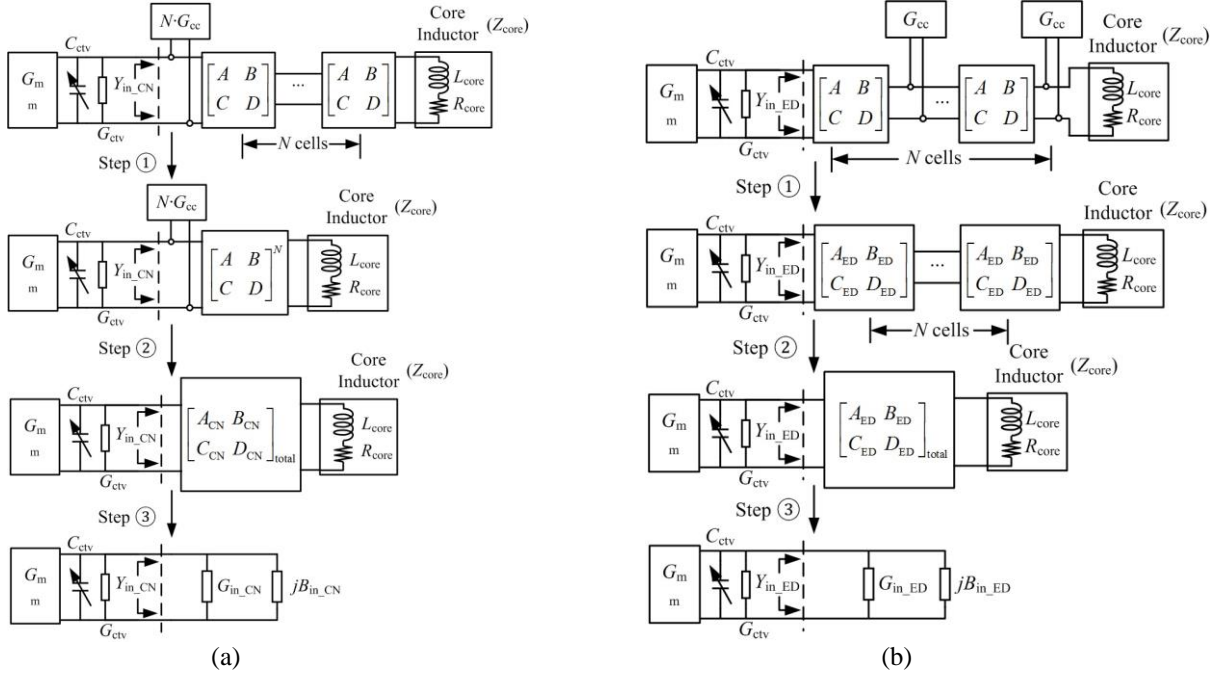 N·Gcc
Core
Inductor (Zcore)
Cctv
Gm
m
Yin_CN
[A B
C D]
...
[A B
C D]
Lcore
Rcore
Gctv
Step ①
N cells
N·Gcc
Core
Inductor (Zcore)
Cctv
Gm
m
Yin_CN
[A B
C D]N
Lcore
Rcore
Gctv
Step ②
Core
Inductor (Zcore)
Cctv
Gm
m
Yin_CN
[ACN BCN
CCN DCN]total
Lcore
Rcore
Gctv
Step ③
Cctv
Gm
m
Yin_CN
Gin_CN
jBin_CN
Gctv
(a)
Gcc
Gcc
Core
Inductor (Zcore)
Cctv
Gm
m
Yin_ED
[A B
C D]
...
[A B
C D]
Lcore
Rcore
Gctv
N cells
Step ①
Core
Inductor (Zcore)
Cctv
Gm
m
Yin_ED
[AED BED
CED DED]
...
[AED BED
CED DED]
Lcore
Rcore
Gctv
N cells
Step ②
Core
Inductor (Zcore)
Cctv
Gm
m
Yin_ED
[AED BED
CED DED]total
Lcore
Rcore
Gctv
Step ③
Cctv
Gm
m
Yin_ED
Gin_ED
jBin_ED
Gctv
(b)